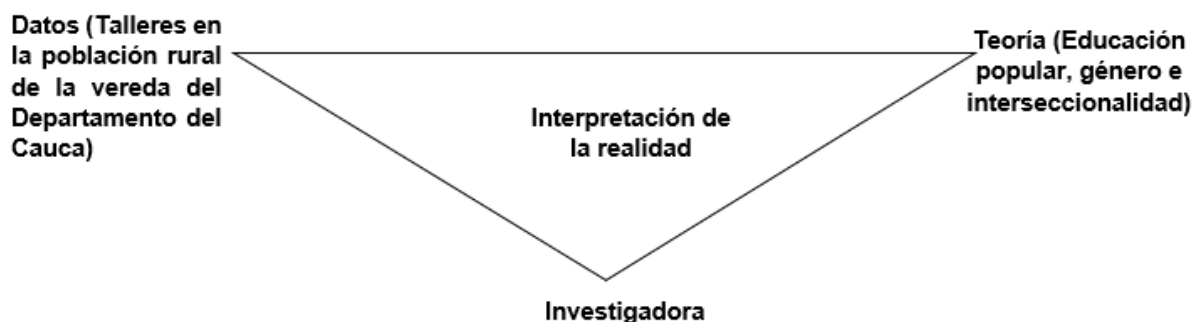 Datos (Talleres en
la población rural
de la vereda del
Departamento del
Cauca)
Teoría (Educación
popular, género e
interseccionalidad)
Interpretación de
la realidad
Investigadora